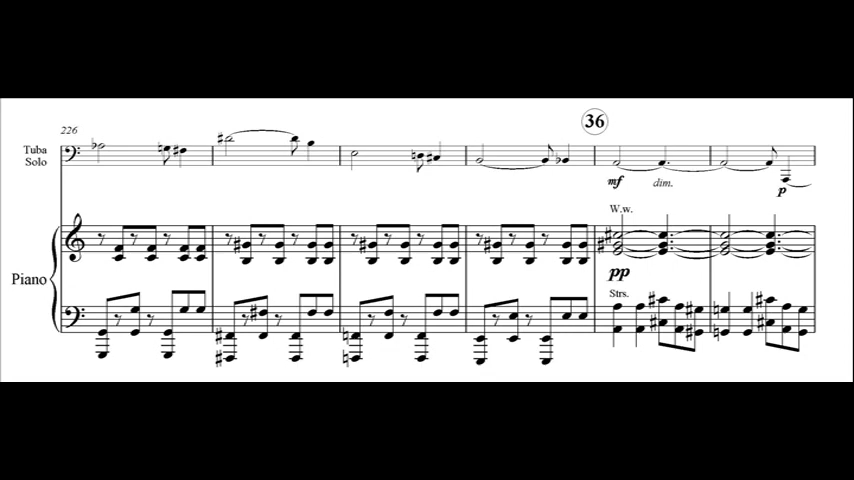 36
226
Tuba
Solo
mf dim. p
W.w.
Piano
pp
Strs.